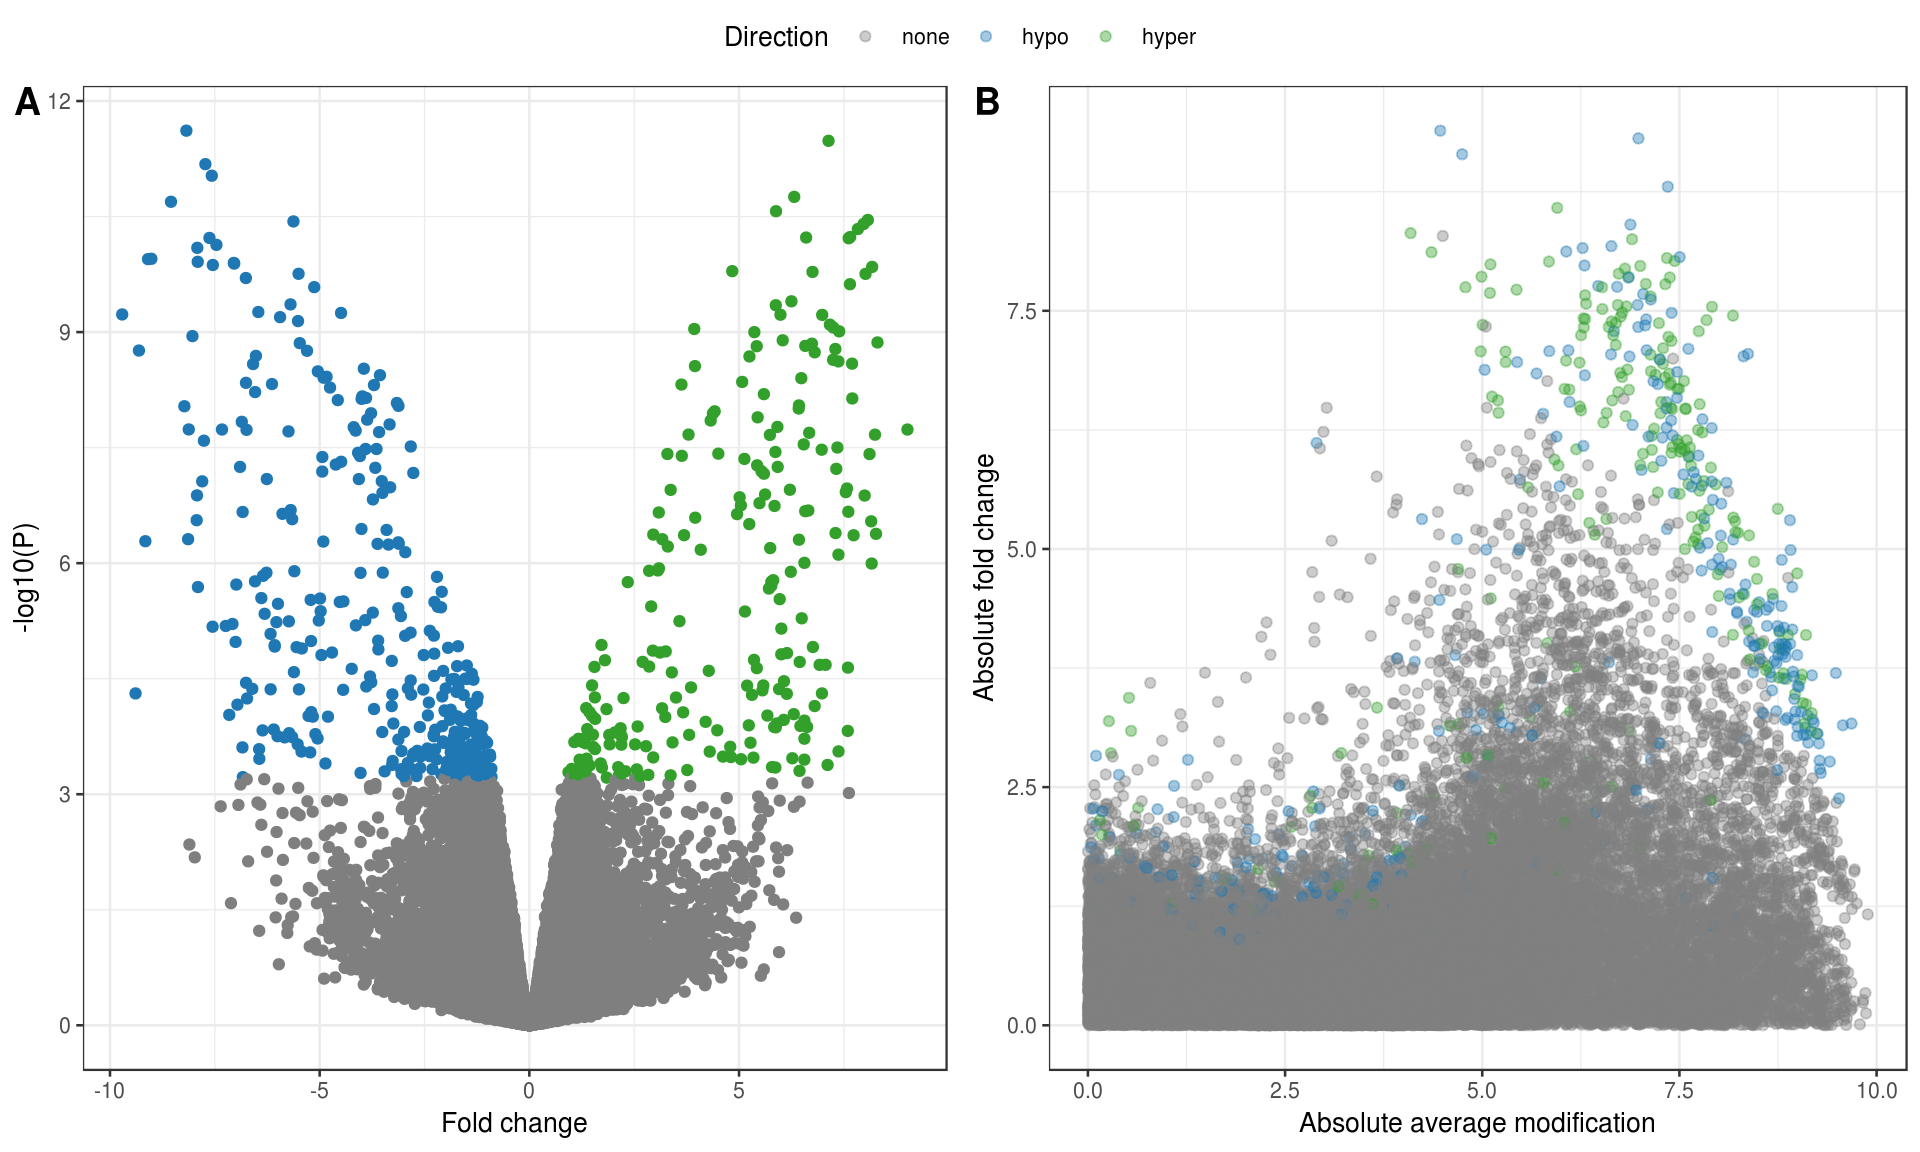 Direction none hypo hyper
A
12
9
6
3
0
-log10(P)
-10 -5 0 5
Fold change
B
7.5
5.0
2.5
0.0
Absolute fold change
0.0 2.5 5.0 7.5 10.0
Absolute average modification